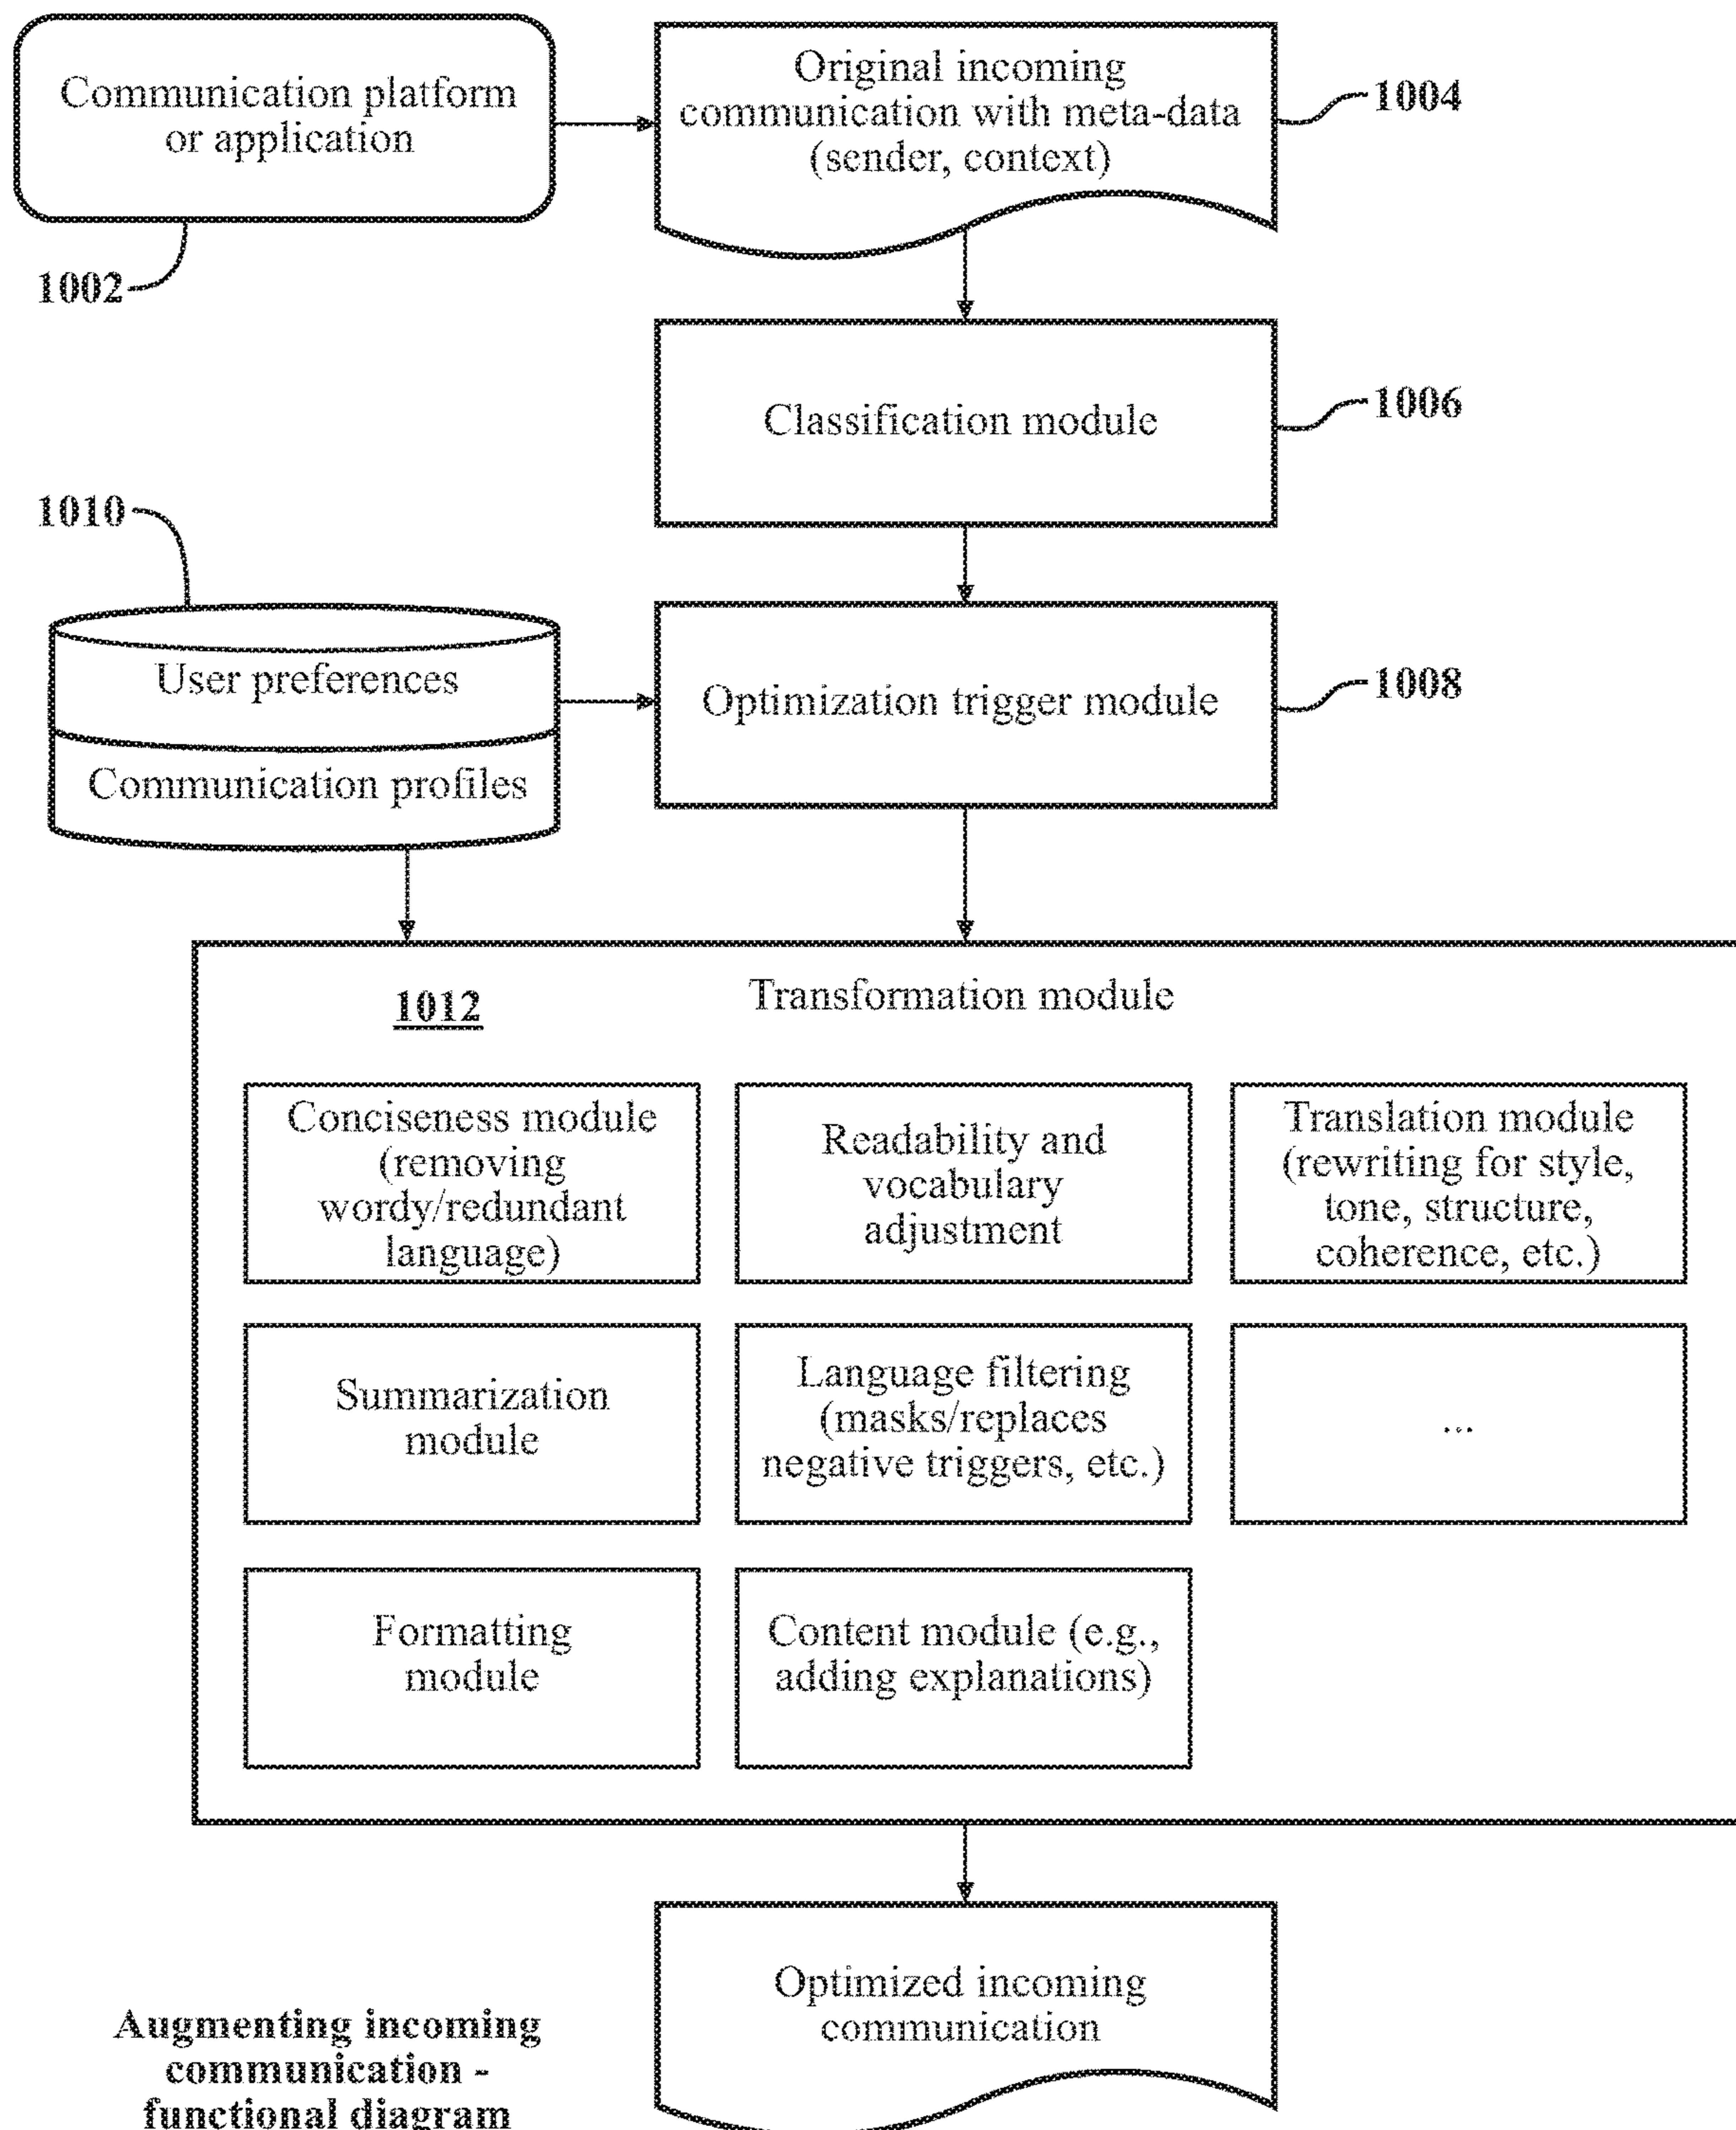 Communication platform
or application
1002
Original incoming
communication with meta-data
(sender, context)
1004
Classification module
1006
1010
User preferences
Communication profiles
Optimization trigger module
1008
1012
Transformation module
Conciseness module
(removing
wordy/redundant
language)
Readability and
vocabulary
adjustment
Translation module
(rewriting for style,
tone, structure,
coherence, etc.)
Summarization
module
Language filtering
(masks/replaces
negative triggers, etc.)
...
Formatting
module
Content module (e.g.,
adding explanations)
Optimized incoming
communication
Augmenting incoming
communication -
functional diagram